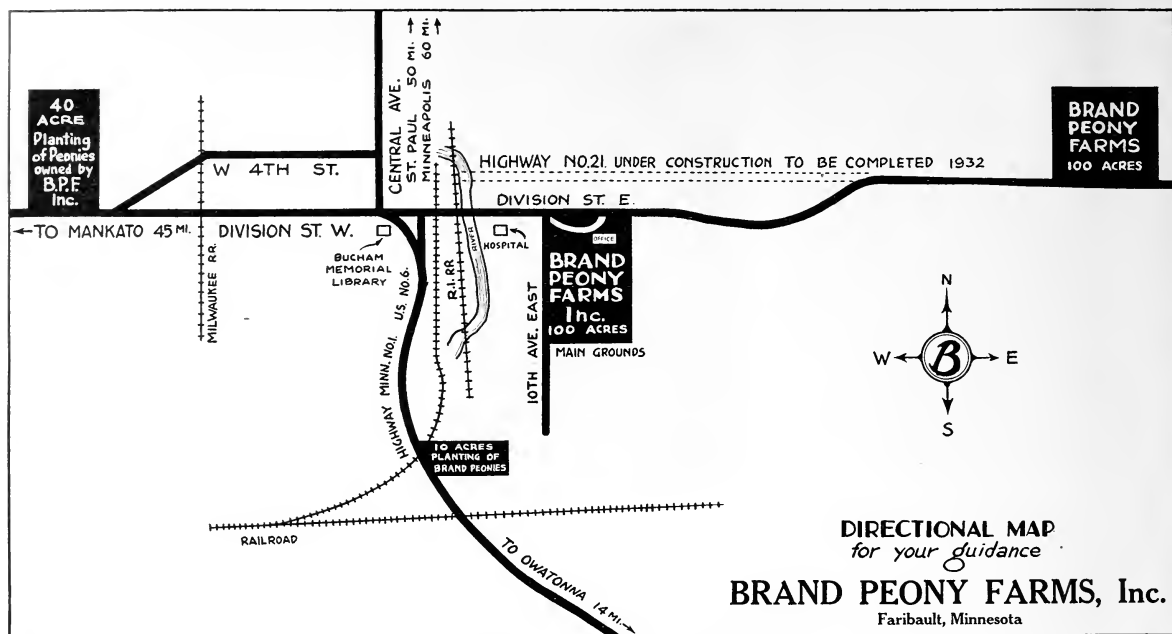 40
ACRE
Planting
of Peonies
owned by
B.P.F.
Inc.
W 4TH ST.
CENTRAL AVE.
ST. PAUL 50 MI.
MINNEAPOLIS 60 MI.
HIGHWAY NO.21. UNDER CONSTRUCTION TO BE COMPLETED 1932
BRAND
PEONY
FARMS
100 ACRES
DIVISION ST. E.
TO MANKATO 45 MI.
DIVISION ST. W.
MILWAUKEE RR.
BUCHAM
MEMORIAL
LIBRARY
HIGHWAY MINN. NO.1. U.S. NO.6.
R.I. RR
RIVER
HOSPITAL
10TH AVE. EAST
OFFICE
BRAND
PEONY
FARMS
Inc.
100 ACRES
MAIN GROUNDS
N
W
B
E
S
10 ACRES
PLANTING OF
BRAND PEONIES
RAILROAD
TO OWATONNA 14 MI.
DIRECTIONAL MAP
for your guidance
BRAND PEONY FARMS, Inc.
Faribault, Minnesota